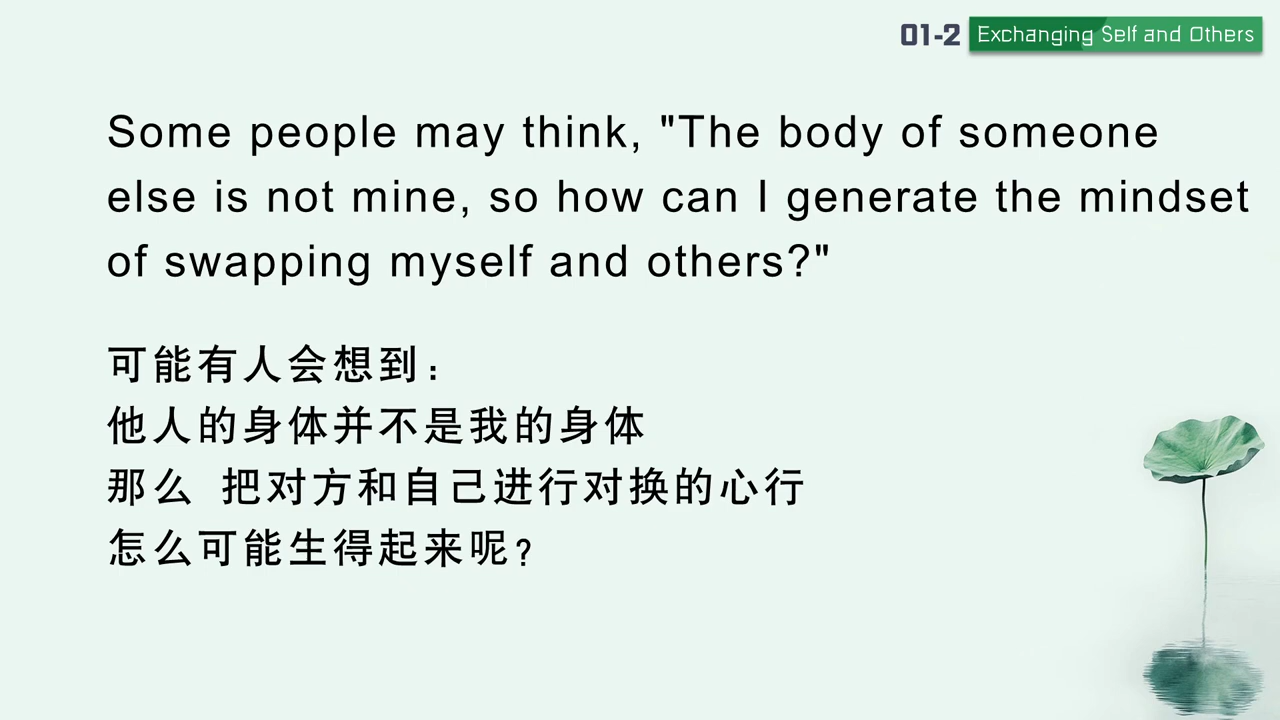 01-2 Exchanging Self and Others
Some people may think, "The body of someone
else is not mine, so how can I generate the mindset
of swapping myself and others?"
可能有人会想到：
他人的身体并不是我的身体
那么 把对方和自己进行对换的心行
怎么可能生得起来呢？